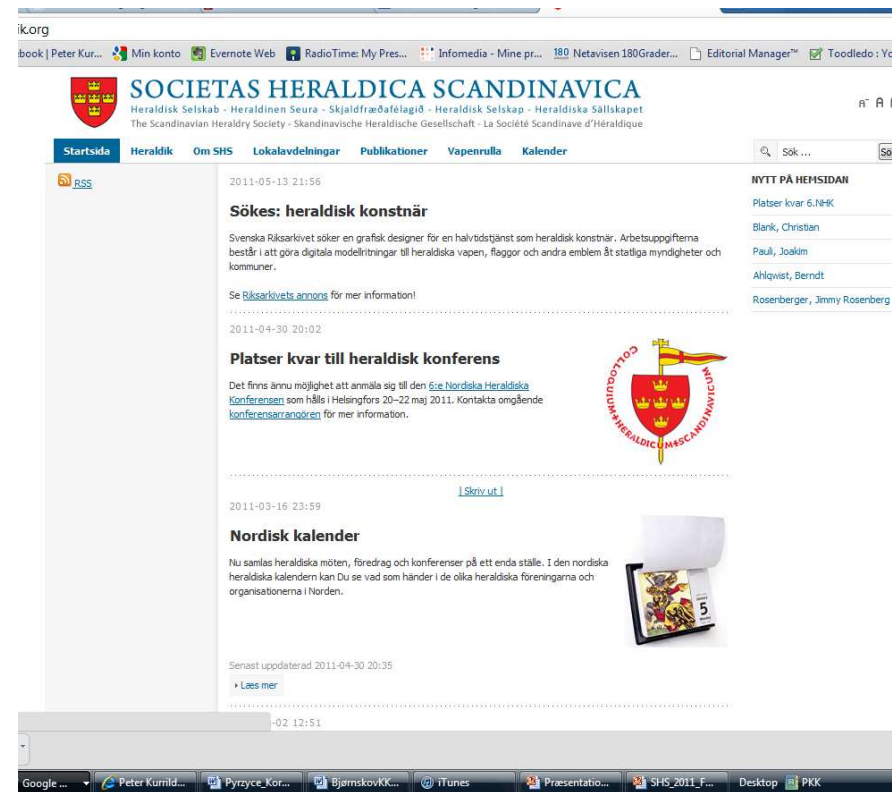 ik.org
:book | Peter Kur... Min konto Evernote Web RadioTime: My Pres... Infomedia - Mine pr... 180 Netavisen 180Grader... Editorial Manager™ Toodledo : Yo
SOCIETAS HERALDICA SCANDINAVICA
Heraldisk Selskab - Heraldinen Seura - Skjaldfræðafélagið - Heraldisk Selskap - Heraldiska Sällskapet
The Scandinavian Heraldry Society - Skandinavische Heraldische Gesellschaft - La Société Scandinave d'Héraldique
A- A
Startsida Heraldik Om SHS Lokalavdelningar Publikationer Vapenrulla Kalender
Sök ... Sö
RSS
2011-05-13 21:56
Sökes: heraldisk konstnär
Svenska Riksarkivet söker en grafisk designer för en halvtidstjänst som heraldisk konstnär. Arbetsuppgifterna
består i att göra digitala modellritningar till heraldiska vapen, flaggor och andra emblem åt statliga myndigheter och
kommuner.
Se Riksarkivets annons för mer information!
2011-04-30 20:02
Platser kvar till heraldisk konferens
Det finns ännu möjlighet att anmäla sig till den 6:e Nordiska Heraldiska
Konferensen som hålls i Helsingfors 20–22 maj 2011. Kontakta omgående
konferensarrangören för mer information.
COLLOQUIUM+HERALDICUM+SCANDINAVICUM
| Skriv ut |
2011-03-16 23:59
Nordisk kalender
Nu samlas heraldiska möten, föredrag och konferenser på ett enda ställe. I den nordiska
heraldiska kalendern kan Du se vad som händer i de olika heraldiska föreningarna och
organisationerna i Norden.
5
Senast uppdaterad 2011-04-30 20:35
Læs mer
-02 12:51
NYTT PÅ HEMSIDAN
Platser kvar 6.NHK
Blank, Christian
Pauli, Joakim
Ahlqwist, Berndt
Rosenberger, Jimmy Rosenberg
Google ... Peter Kurrild... Pyrzyce_Kor... BjørnskovKK... iTunes Præsentatio... SHS_2011_F... Desktop PKK